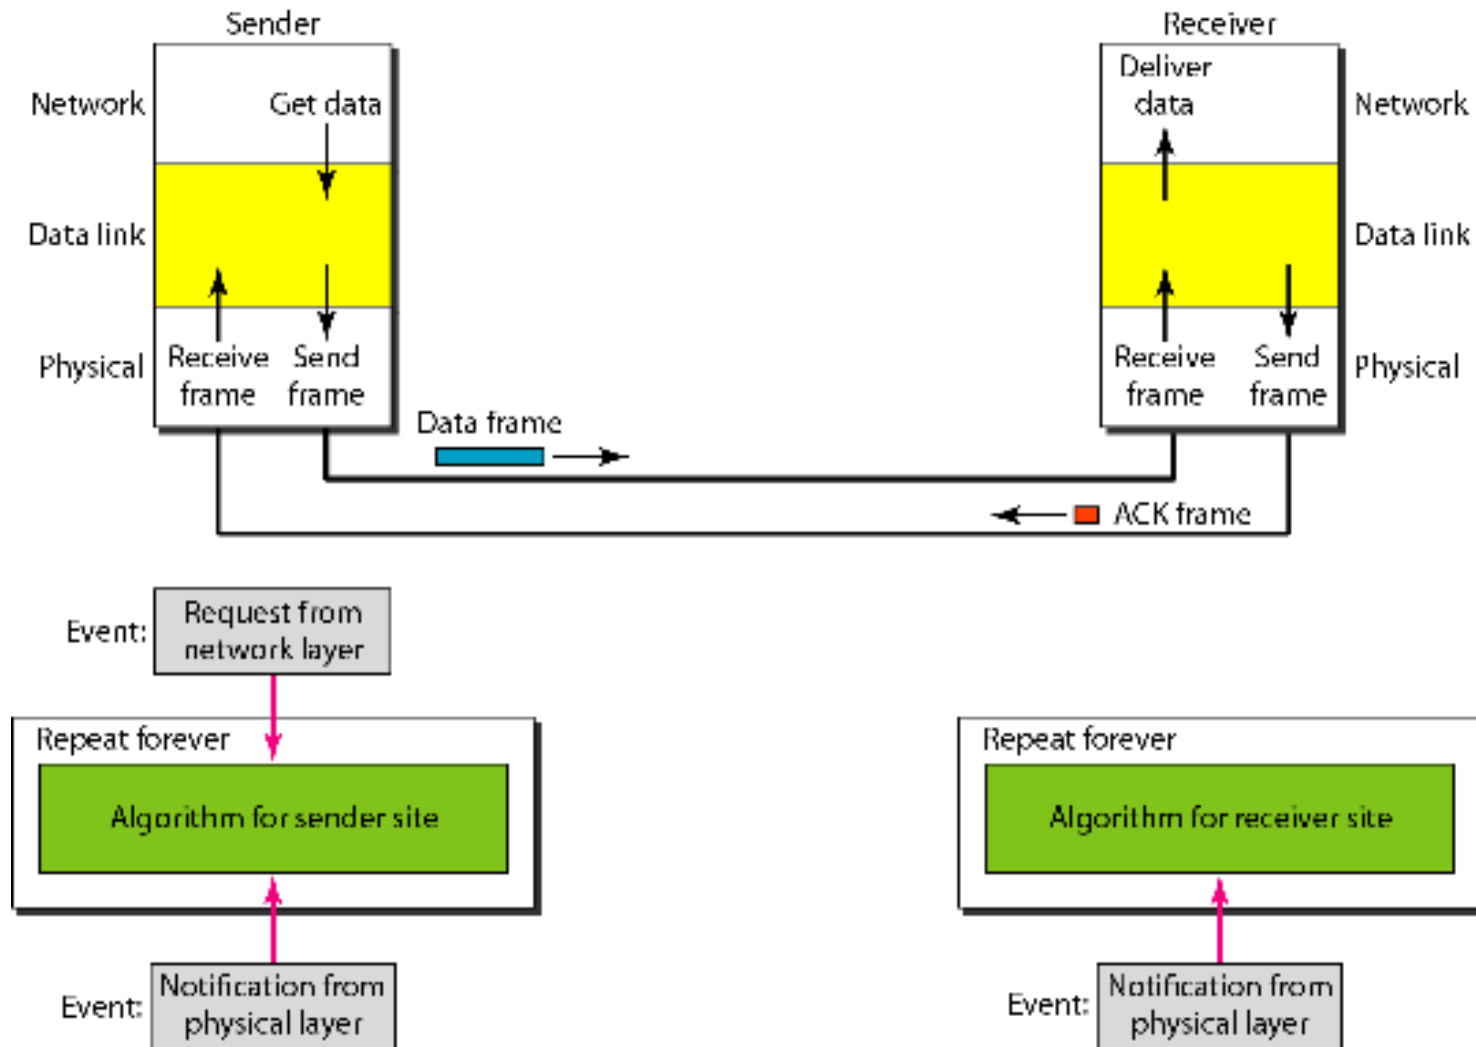 Sender
Receiver
Network
Get data
Deliver
data
Network
Data link
Data link
Physical
Receive
frame
Send
frame
Receive
frame
Send
frame
Physical
Data frame
ACK frame
Event:
Request from
network layer
Repeat forever
Algorithm for sender site
Repeat forever
Algorithm for receiver site
Event:
Notification from
physical layer
Event:
Notification from
physical layer